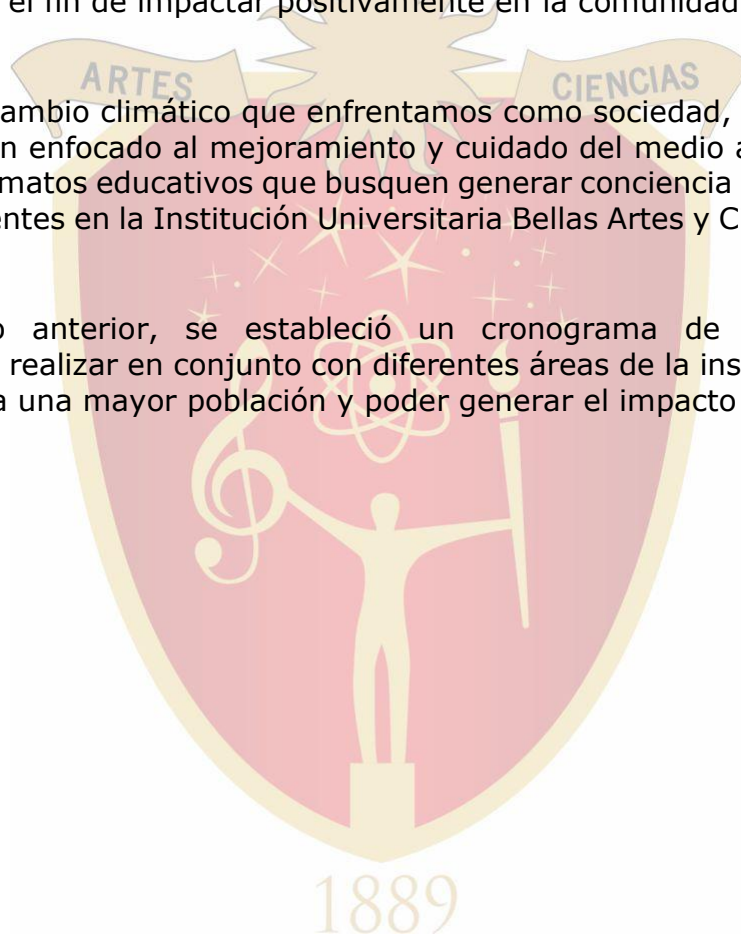 el fin de impactar positivamente en la comunidad
ARTES
CIENCIAS
ambio climático que enfrentamos como sociedad,
n enfocado al mejoramiento y cuidado del medio a
matos educativos que busquen generar conciencia
entes en la Institución Universitaria Bellas Artes y C
o anterior, se estableció un cronograma de
realizar en conjunto con diferentes áreas de la ins
a una mayor población y poder generar el impacto
1889